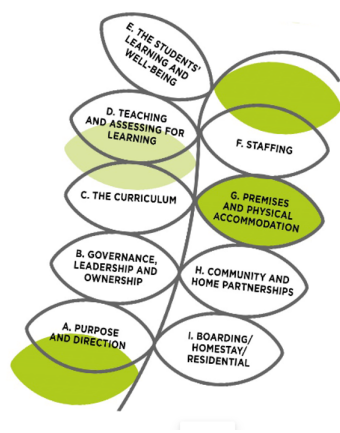 E. THE STUDENTS'
LEARNING AND
WELL-BEING
D. TEACHING
AND ASSESSING FOR
LEARNING
F. STAFFING
C. THE CURRICULUM
G. PREMISES
AND PHYSICAL
ACCOMMODATION
B. GOVERNANCE,
LEADERSHIP AND
OWNERSHIP
H. COMMUNITY AND
HOME PARTNERSHIPS
A. PURPOSE
AND DIRECTION
I. BOARDING/
HOMESTAY/
RESIDENTIAL